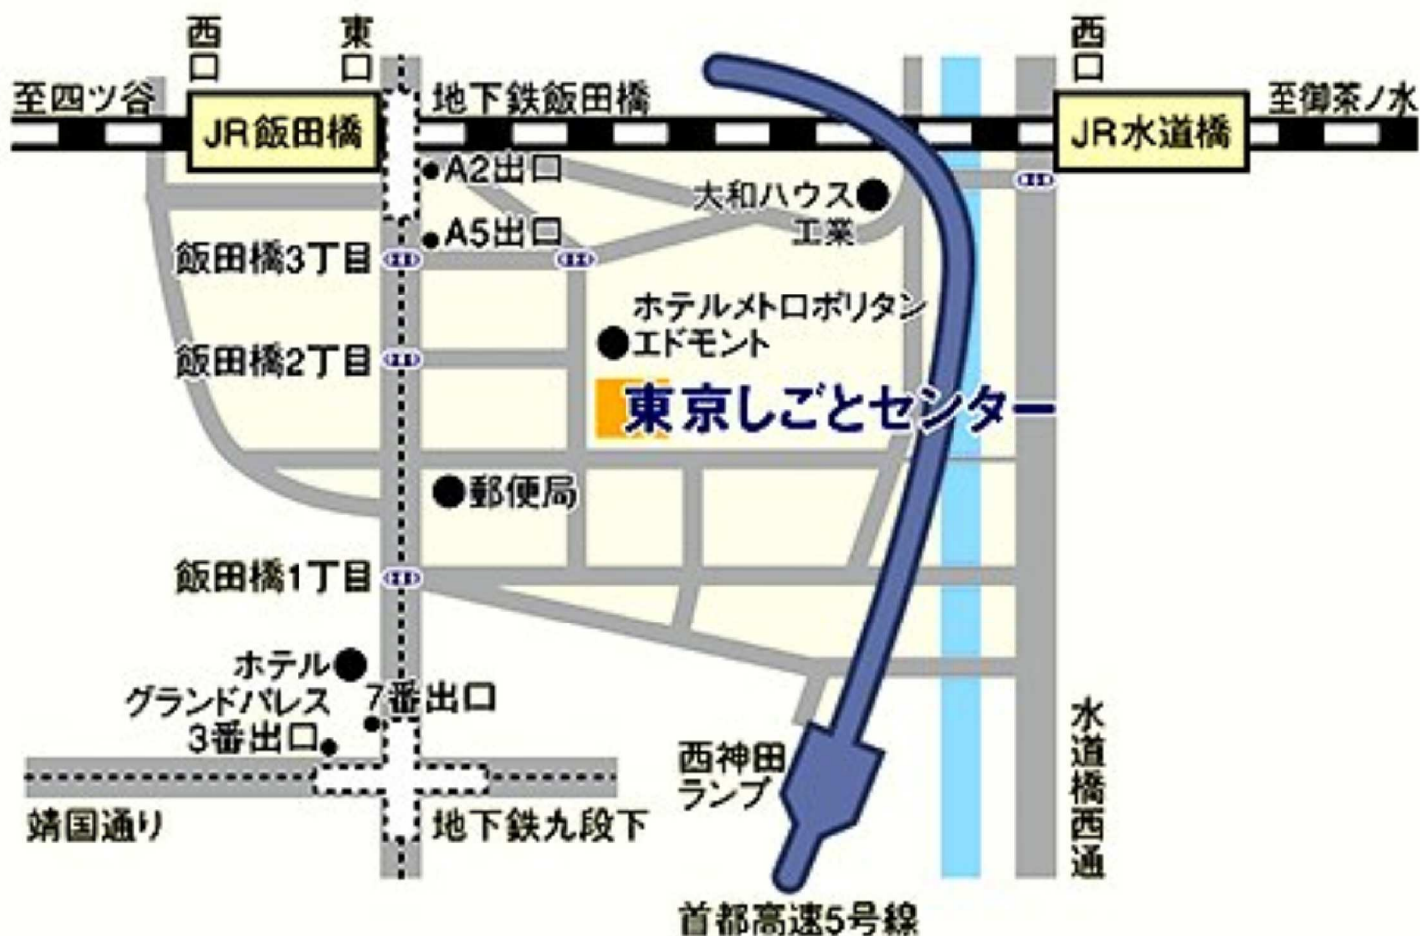 西口
東口
西口
至四ツ谷
JR飯田橋
地下鉄飯田橋
JR水道橋
至御茶ノ水
A2出口
大和ハウス
工業
A5出口
飯田橋3丁目
ホテルメトロポリタン
エドモント
飯田橋2丁目
東京しごとセンター
郵便局
飯田橋1丁目
ホテル
グランドパレス
7番出口
3番出口
西神田
ランプ
水道橋西通
靖国通り
地下鉄九段下
首都高速5号線